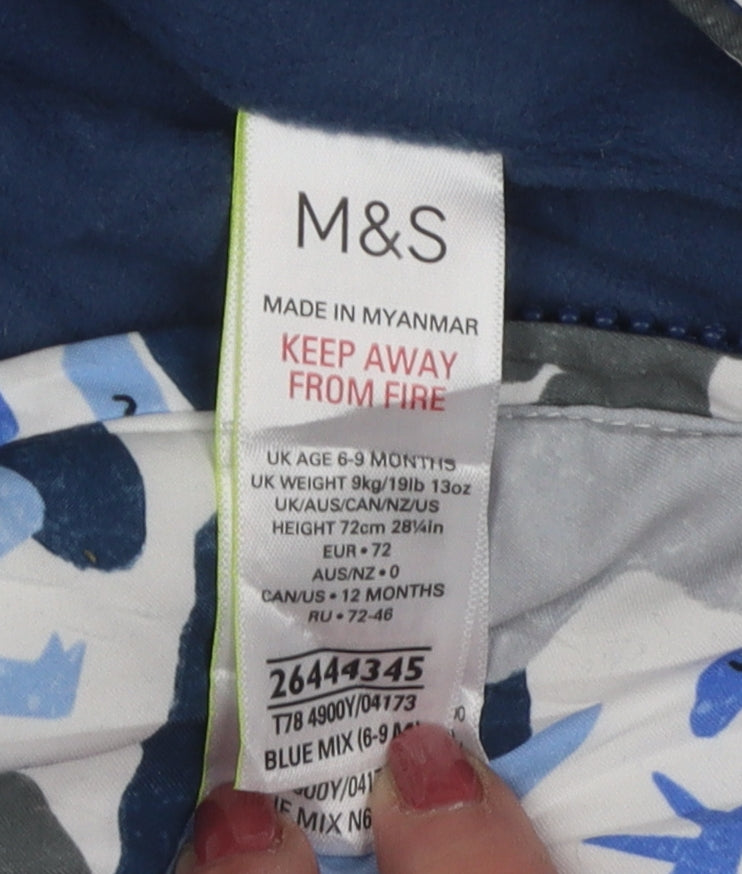 M&S
MADE IN MYANMAR
KEEP AWAY
FROM FIRE
UK AGE 6-9 MONTHS
UK WEIGHT 9kg/19lb 13oz
UK/AUS/CAN/NZ/US
HEIGHT 72cm 28¼in
EUR • 72
AUS/NZ • 0
CAN/US • 12 MONTHS
RU • 72-46
26444345
T78 4900Y/04173
BLUE MIX (6-9
MIX